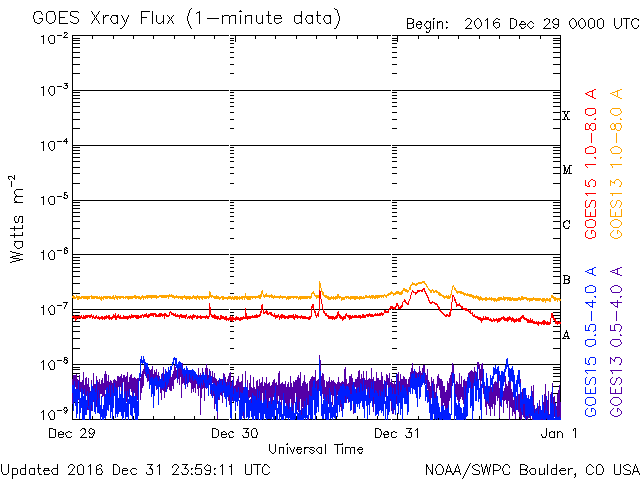 GOES Xray Flux (1-minute data)
Begin: 2016 Dec 29 0000 UTC
10^-2
10^-3
10^-4
10^-5
10^-6
10^-7
10^-8
10^-9
Watts m^-2
X
M
C
B
A
GOES15 1.0-8.0 A
GOES13 1.0-8.0 A
GOES15 0.5-4.0 A
GOES13 0.5-4.0 A
Dec 29
Dec 30
Dec 31
Jan 1
Universal Time
Updated 2016 Dec 31 23:59:11 UTC
NOAA/SWPC Boulder, CO USA